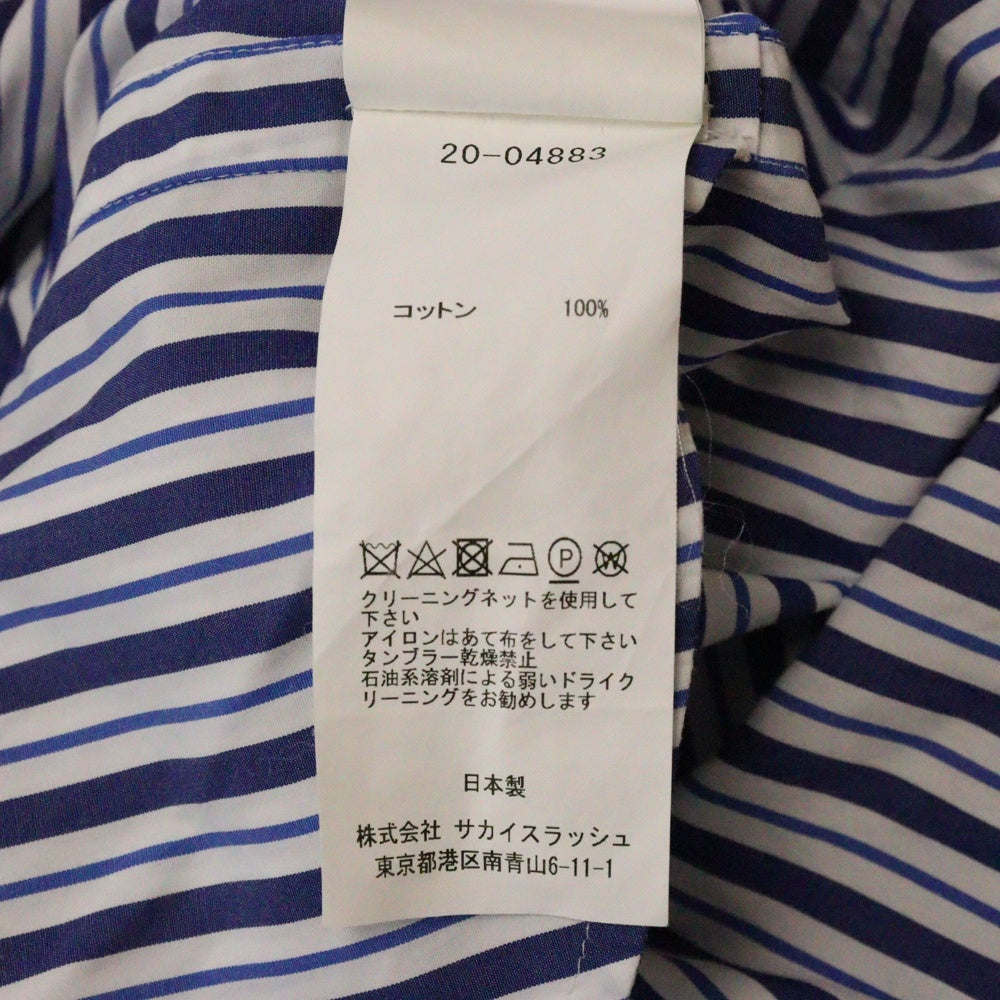 20-04883
コットン 100%
P W
クリーニングネットを使用して
下さい
アイロンはあて布をして下さい
タンブラー乾燥禁止
石油系溶剤による弱いドライク
リーニングをお勧めします
日本製
株式会社 サカイスラッシュ
東京都港区南青山6-11-1